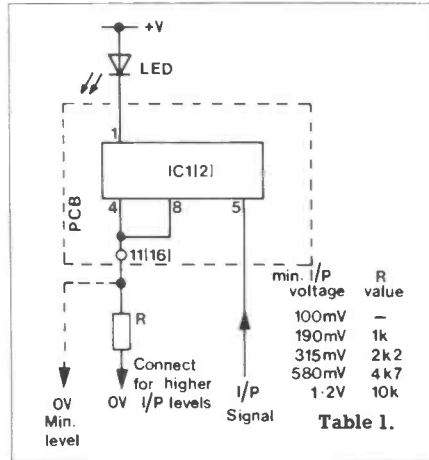 +V
LED
1
IC1(2)
4
8
5
PCB
11(16)
R
Connect
for higher
I/P levels
0V
Min.
level
0V
I/P
Signal
min. I/P R
voltage value
100mV –
190mV 1k
315mV 2k2
580mV 4k7
1·2V 10k
Table 1.